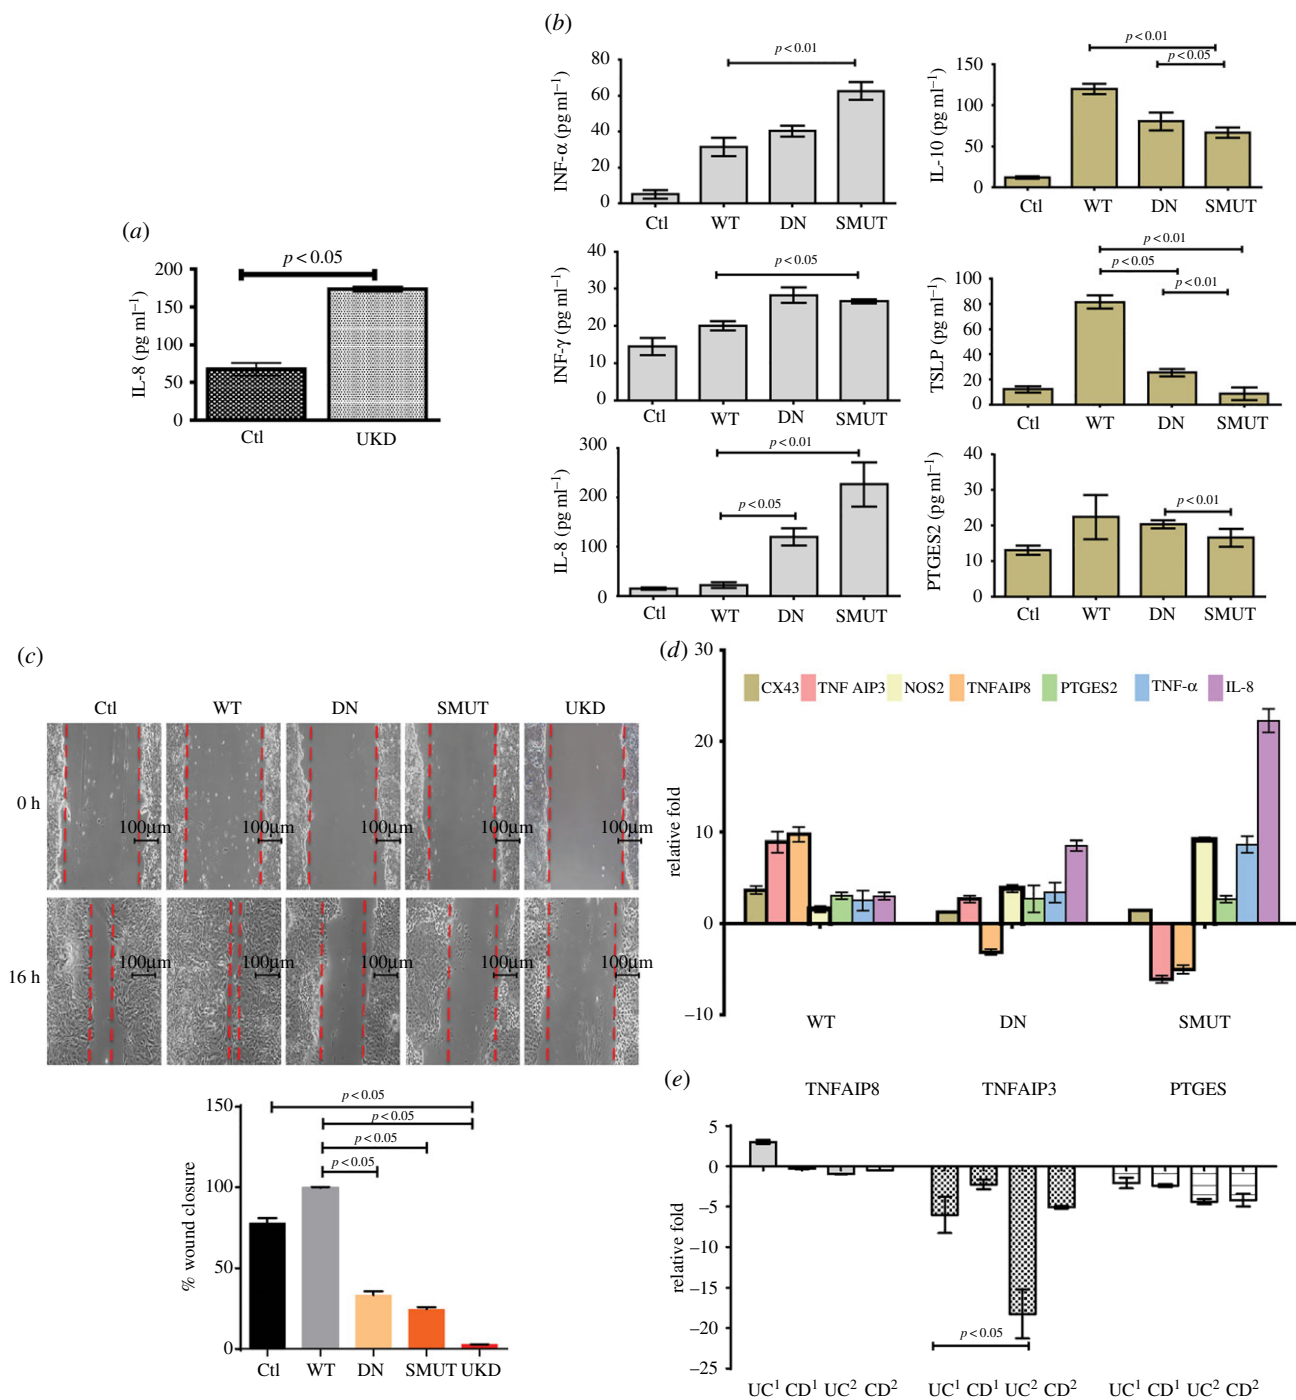 (a)
p < 0.05
200
150
100
50
0
IL-8 (pg ml⁻¹)
Ctl UKD
(b)
p < 0.01
80
60
40
20
0
INF-α (pg ml⁻¹)
Ctl WT DN SMUT
p < 0.01
p < 0.05
150
100
50
0
IL-10 (pg ml⁻¹)
Ctl WT DN SMUT
p < 0.05
40
30
20
10
0
INF-γ (pg ml⁻¹)
Ctl WT DN SMUT
p < 0.01
p < 0.05
p < 0.01
80
60
40
20
0
TSLP (pg ml⁻¹)
Ctl WT DN SMUT
p < 0.01
p < 0.05
300
200
100
0
IL-8 (pg ml⁻¹)
Ctl WT DN SMUT
p < 0.01
40
30
20
10
0
PTGES2 (pg ml⁻¹)
Ctl WT DN SMUT
(c)
Ctl WT DN SMUT UKD
0 h
100μm 100μm 100μm 100μm 100μm
16 h
100μm 100μm 100μm 100μm 100μm
p < 0.05
p < 0.05
p < 0.05
p < 0.05
150
100
50
0
% wound closure
Ctl WT DN SMUT UKD
(d)
CX43 TNF AIP3 NOS2 TNFAIP8 PTGES2 TNF-α IL-8
30
20
10
0
−10
relative fold
WT DN SMUT
(e)
TNFAIP8 TNFAIP3 PTGES
5
0
−5
−10
−15
−20
−25
relative fold
p < 0.05
UC¹ CD¹ UC² CD² UC¹ CD¹ UC² CD² UC¹ CD¹ UC² CD²